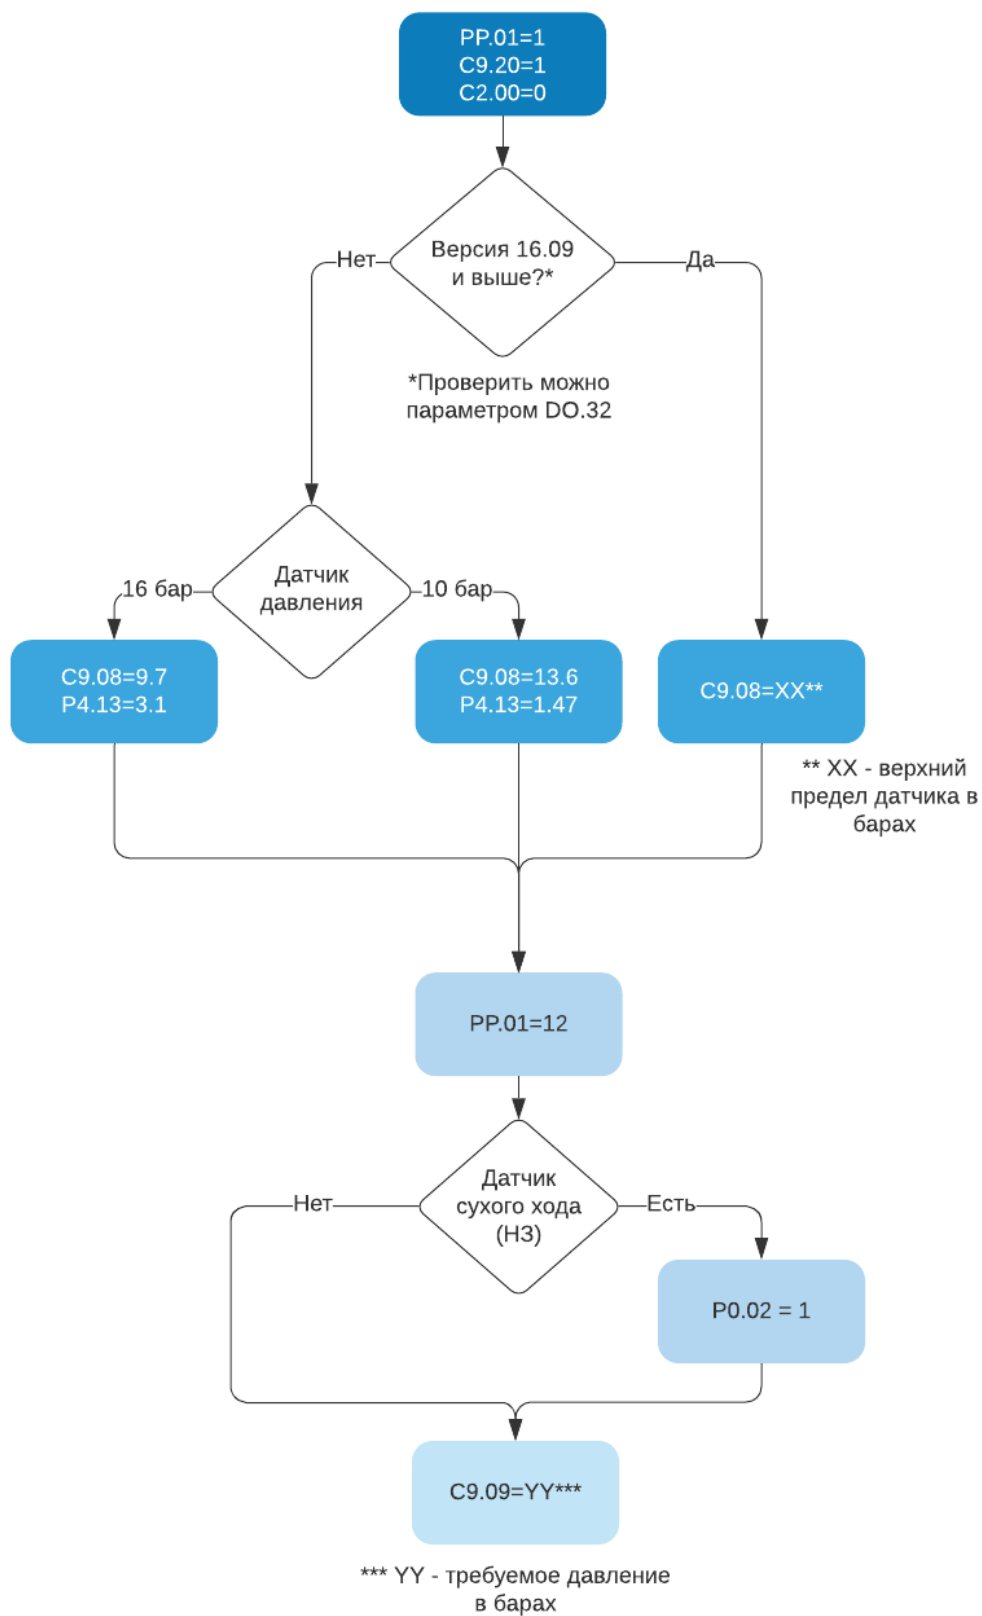 PP.01=1
C9.20=1
C2.00=0
Версия 16.09
и выше?*
Нет
Да
*Проверить можно
параметром DO.32
Датчик
давления
16 бар
10 бар
C9.08=9.7
P4.13=3.1
C9.08=13.6
P4.13=1.47
C9.08=XX**
** XX - верхний
предел датчика в
барах
PP.01=12
Датчик
сухого хода
(НЗ)
Нет
Есть
P0.02 = 1
C9.09=YY***
*** YY - требуемое давление
в барах